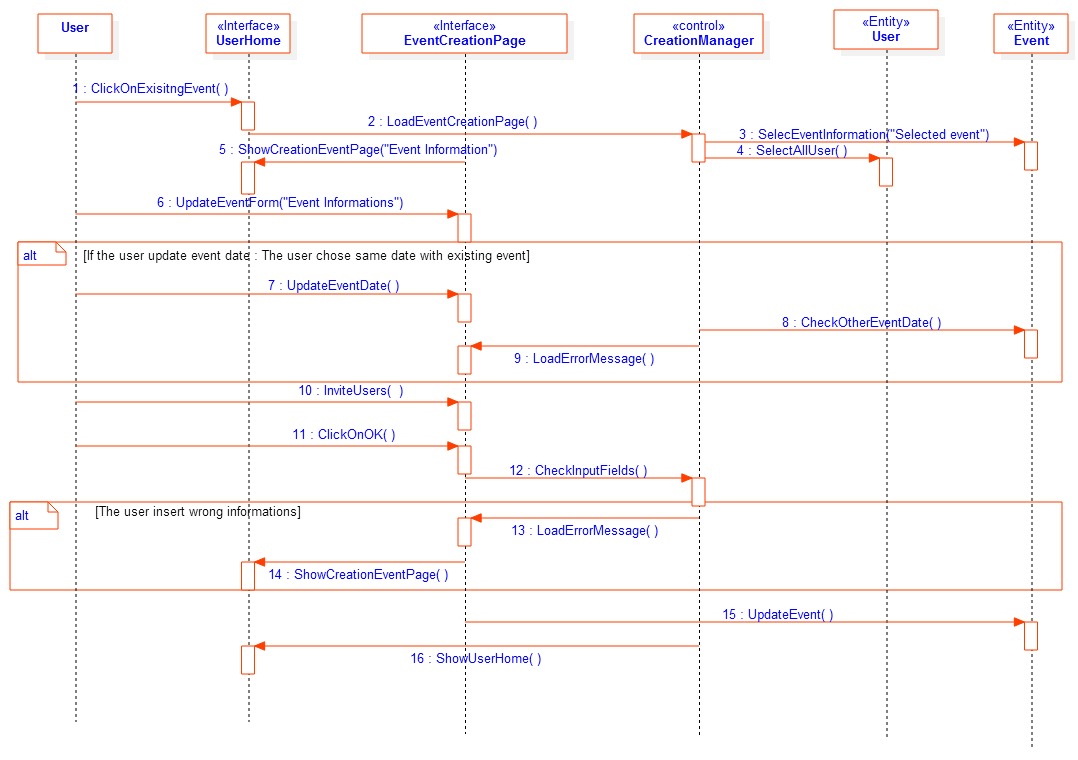 User
«Interface»
UserHome
«Interface»
EventCreationPage
«control»
CreationManager
«Entity»
User
«Entity»
Event
1 : ClickOnExisitngEvent( )
2 : LoadEventCreationPage( )
3 : SelecEventInformation("Selected event")
4 : SelectAllUser( )
5 : ShowCreationEventPage("Event Information")
6 : UpdateEventForm("Event Informations")
alt
[If the user update event date : The user chose same date with existing event]
7 : UpdateEventDate( )
8 : CheckOtherEventDate( )
9 : LoadErrorMessage( )
10 : InviteUsers(  )
11 : ClickOnOK( )
12 : CheckInputFields( )
alt
[The user insert wrong informations]
13 : LoadErrorMessage( )
14 : ShowCreationEventPage( )
15 : UpdateEvent( )
16 : ShowUserHome( )